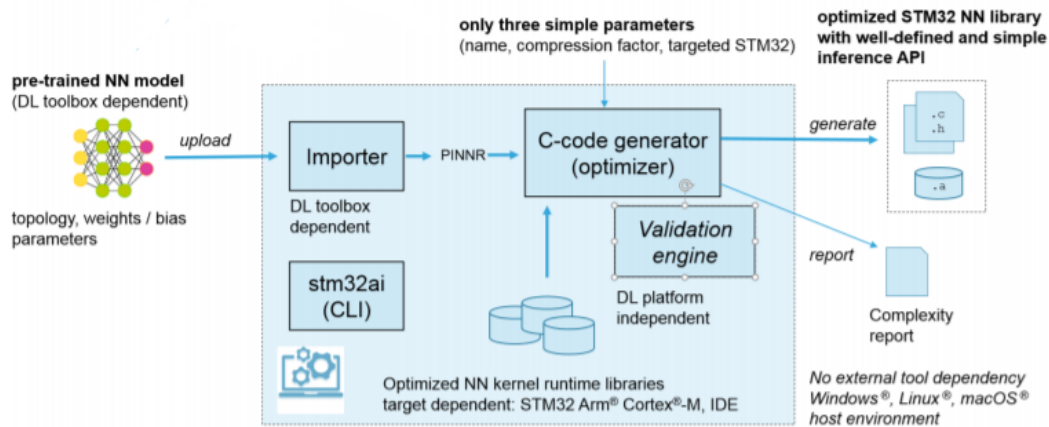 only three simple parameters
(name, compression factor, targeted STM32)
optimized STM32 NN library
with well-defined and simple
inference API
pre-trained NN model
(DL toolbox dependent)
upload
topology, weights / bias
parameters
Importer
DL toolbox
dependent
PINNR
C-code generator
(optimizer)
Validation
engine
DL platform
independent
stm32ai
(CLI)
Optimized NN kernel runtime libraries
target dependent: STM32 Arm® Cortex®-M, IDE
generate
.c
.h
.a
report
Complexity
report
No external tool dependency
Windows®, Linux®, macOS®
host environment